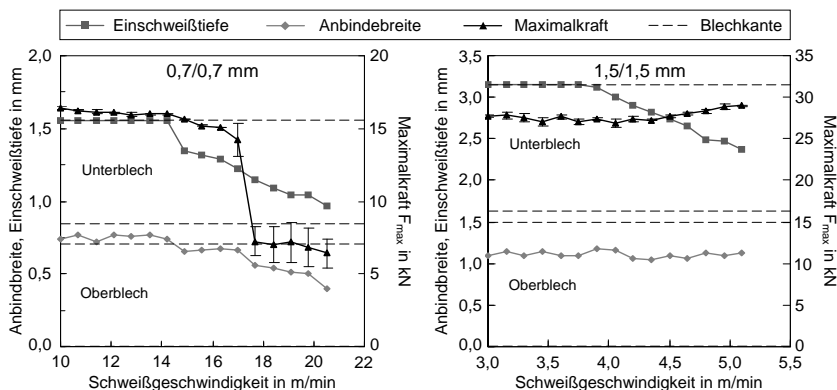 Einschweißtiefe Anbindebreite Maximalkraft Blechkante
0,7/0,7 mm
Anbindbreite, Einschweißtiefe in mm
2,0
1,5
1,0
0,5
0,0
Unterblech
Oberblech
20
15
10
5
0
Maximalkraft Fmax in kN
10 12 14 16 18 20 22
Schweißgeschwindigkeit in m/min
1,5/1,5 mm
Anbindbreite, Einschweißtiefe in mm
3,5
3,0
2,5
2,0
1,5
1,0
0,5
0,0
Unterblech
Oberblech
35
30
25
20
15
10
5
0
Maximalkraft Fmax in kN
3,0 3,5 4,0 4,5 5,0 5,5
Schweißgeschwindigkeit in m/min